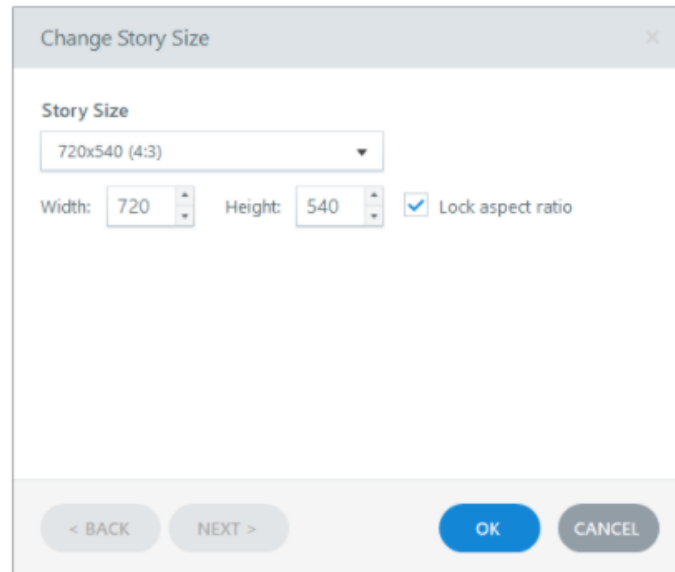 Change Story Size
Story Size
720x540 (4:3)
Width: 720 Height: 540 Lock aspect ratio
< BACK NEXT > OK CANCEL